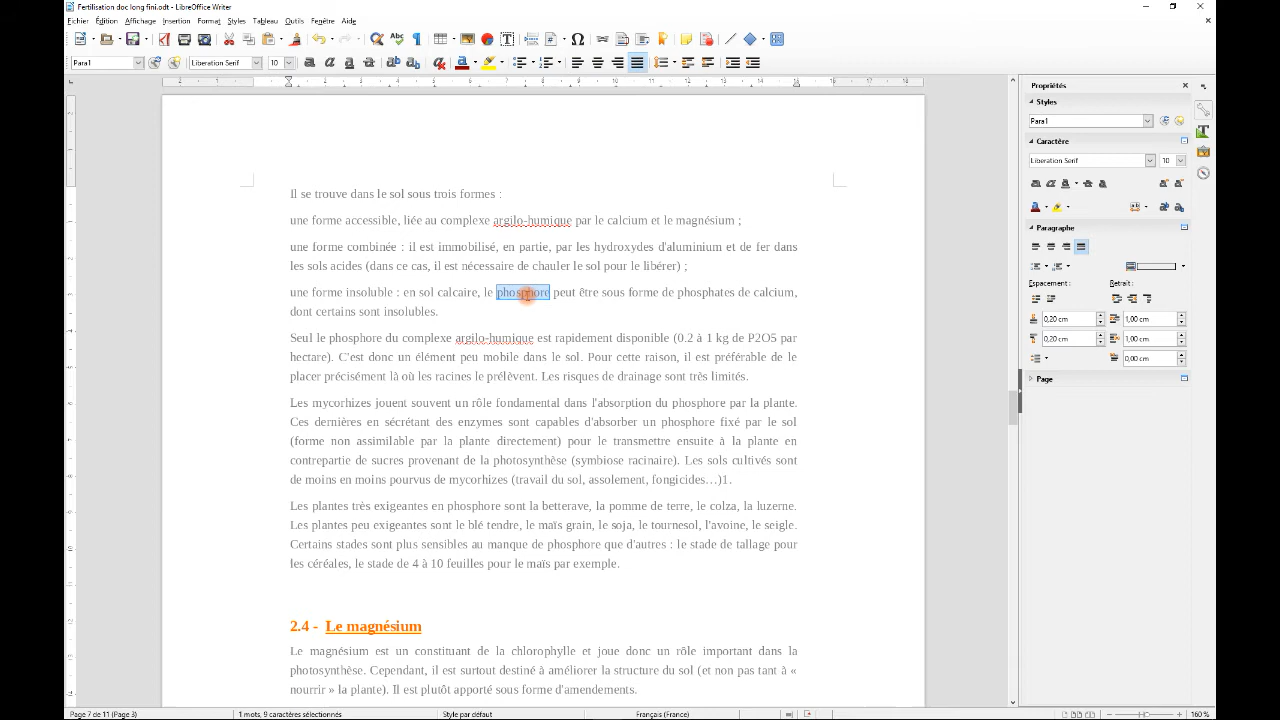 Fertilisation doc long fini.odt - LibreOffice Writer
Fichier Édition Affichage Insertion Format Styles Tableau Outils Fenêtre Aide
Para1 Liberation Serif 10
Propriétés
Styles
Para1
Caractère
Liberation Serif 10
Paragraphe
Espacement : Retrait :
0,20 cm 1,00 cm
0,20 cm 1,00 cm
0,00 cm
Page
Il se trouve dans le sol sous trois formes :
une forme accessible, liée au complexe argilo-humique par le calcium et le magnésium ;
une forme combinée : il est immobilisé, en partie, par les hydroxydes d'aluminium et de fer dans
les sols acides (dans ce cas, il est nécessaire de chauler le sol pour le libérer) ;
une forme insoluble : en sol calcaire, le phosphore peut être sous forme de phosphates de calcium,
dont certains sont insolubles.
Seul le phosphore du complexe argilo-humique est rapidement disponible (0.2 à 1 kg de P2O5 par
hectare). C'est donc un élément peu mobile dans le sol. Pour cette raison, il est préférable de le
placer précisément là où les racines le prélèvent. Les risques de drainage sont très limités.
Les mycorhizes jouent souvent un rôle fondamental dans l'absorption du phosphore par la plante.
Ces dernières en sécrétant des enzymes sont capables d'absorber un phosphore fixé par le sol
(forme non assimilable par la plante directement) pour le transmettre ensuite à la plante en
contrepartie de sucres provenant de la photosynthèse (symbiose racinaire). Les sols cultivés sont
de moins en moins pourvus de mycorhizes (travail du sol, assolement, fongicides…)1.
Les plantes très exigeantes en phosphore sont la betterave, la pomme de terre, le colza, la luzerne.
Les plantes peu exigeantes sont le blé tendre, le maïs grain, le soja, le tournesol, l'avoine, le seigle.
Certains stades sont plus sensibles au manque de phosphore que d'autres : le stade de tallage pour
les céréales, le stade de 4 à 10 feuilles pour le maïs par exemple.
2.4 - Le magnésium
Le magnésium est un constituant de la chlorophylle et joue donc un rôle important dans la
photosynthèse. Cependant, il est surtout destiné à améliorer la structure du sol (et non pas tant à «
nourrir » la plante). Il est plutôt apporté sous forme d'amendements.
Page 7 de 11 (Page 3) 1 mots, 9 caractères sélectionnés Style par défaut Français (France) 160 %